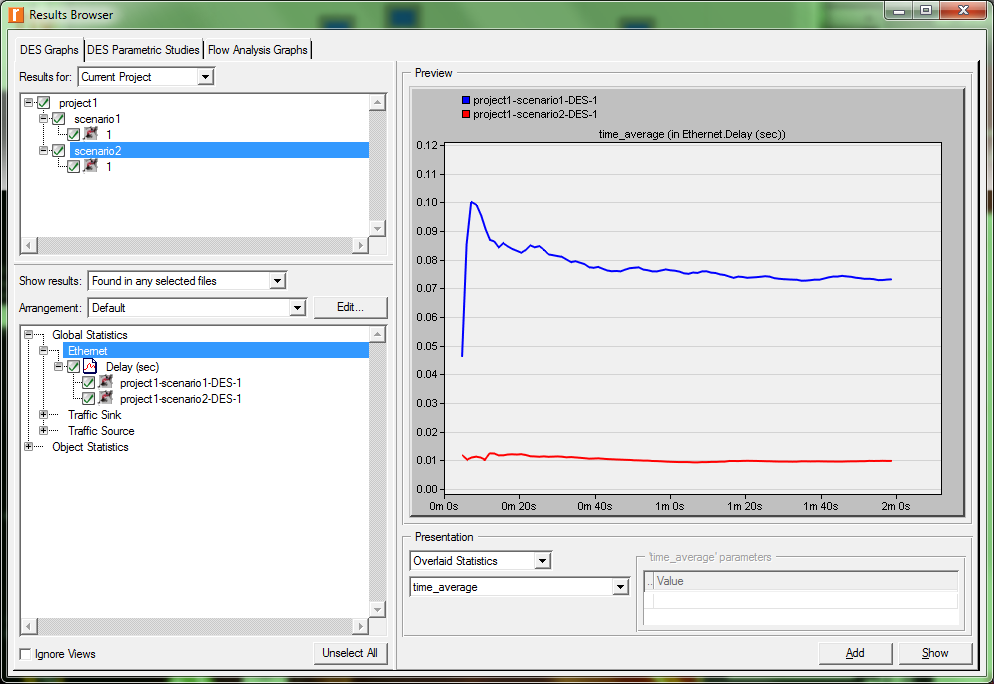 Results Browser
DES Graphs
DES Parametric Studies
Flow Analysis Graphs
Results for:
Current Project
project1
scenario1
1
scenario2
1
Show results:
Found in any selected files
Arrangement:
Default
Edit...
Global Statistics
Ethernet
Delay (sec)
project1-scenario1-DES-1
project1-scenario2-DES-1
Traffic Sink
Traffic Source
Object Statistics
Ignore Views
Unselect All
Preview
project1-scenario1-DES-1
project1-scenario2-DES-1
time_average (in Ethernet.Delay (sec))
0.12
0.11
0.10
0.09
0.08
0.07
0.06
0.05
0.04
0.03
0.02
0.01
0.00
0m 0s
0m 20s
0m 40s
1m 0s
1m 20s
1m 40s
2m 0s
Presentation
Overlaid Statistics
time_average
'time_average' parameters
.. Value
Add
Show